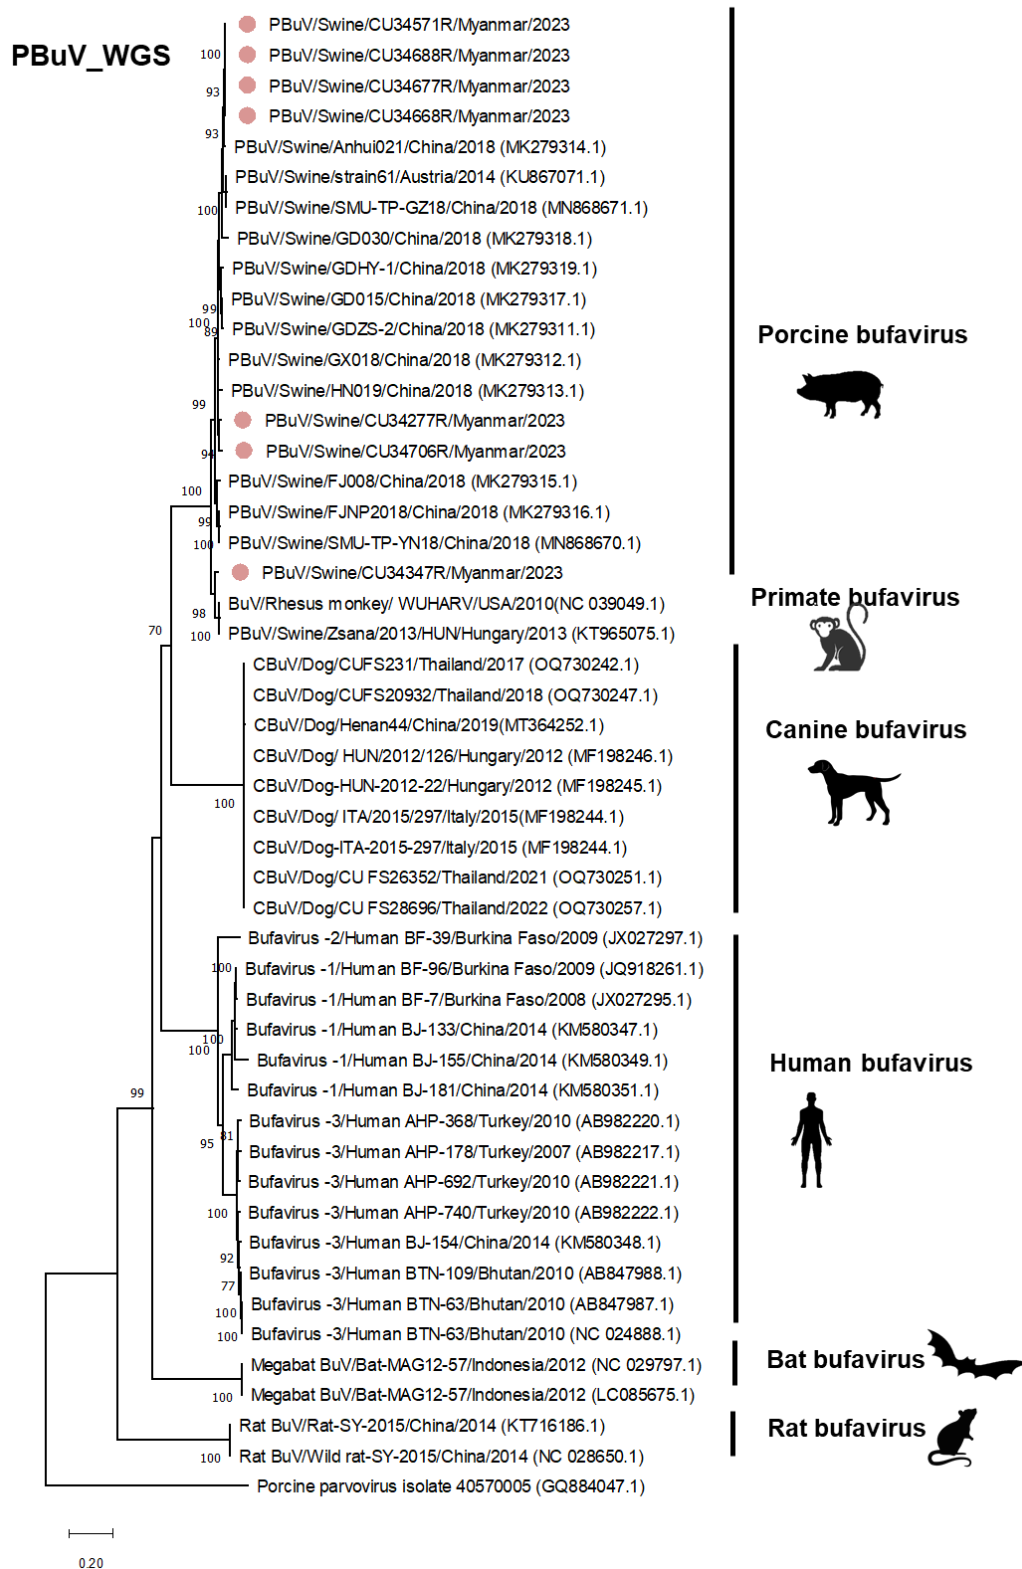 PBuV_WGS
PBuV/Swine/CU34571R/Myanmar/2023
100
PBuV/Swine/CU34688R/Myanmar/2023
93
PBuV/Swine/CU34677R/Myanmar/2023
PBuV/Swine/CU34668R/Myanmar/2023
93
PBuV/Swine/Anhui021/China/2018 (MK279314.1)
PBuV/Swine/strain61/Austria/2014 (KU867071.1)
100
PBuV/Swine/SMU-TP-GZ18/China/2018 (MN868671.1)
PBuV/Swine/GD030/China/2018 (MK279318.1)
PBuV/Swine/GDHY-1/China/2018 (MK279319.1)
PBuV/Swine/GD015/China/2018 (MK279317.1)
99
100
89
PBuV/Swine/GDZS-2/China/2018 (MK279311.1)
PBuV/Swine/GX018/China/2018 (MK279312.1)
PBuV/Swine/HN019/China/2018 (MK279313.1)
99
PBuV/Swine/CU34277R/Myanmar/2023
94
PBuV/Swine/CU34706R/Myanmar/2023
PBuV/Swine/FJ008/China/2018 (MK279315.1)
100
PBuV/Swine/FJNP2018/China/2018 (MK279316.1)
99
100
PBuV/Swine/SMU-TP-YN18/China/2018 (MN868670.1)
PBuV/Swine/CU34347R/Myanmar/2023
BuV/Rhesus monkey/ WUHARV/USA/2010(NC 039049.1)
98
100
PBuV/Swine/Zsana/2013/HUN/Hungary/2013 (KT965075.1)
70
CBuV/Dog/CUFS231/Thailand/2017 (OQ730242.1)
CBuV/Dog/CUFS20932/Thailand/2018 (OQ730247.1)
CBuV/Dog/Henan44/China/2019(MT364252.1)
CBuV/Dog/ HUN/2012/126/Hungary/2012 (MF198246.1)
CBuV/Dog-HUN-2012-22/Hungary/2012 (MF198245.1)
100
CBuV/Dog/ ITA/2015/297/Italy/2015(MF198244.1)
CBuV/Dog-ITA-2015-297/Italy/2015 (MF198244.1)
CBuV/Dog/CU FS26352/Thailand/2021 (OQ730251.1)
CBuV/Dog/CU FS28696/Thailand/2022 (OQ730257.1)
Bufavirus -2/Human BF-39/Burkina Faso/2009 (JX027297.1)
100
Bufavirus -1/Human BF-96/Burkina Faso/2009 (JQ918261.1)
Bufavirus -1/Human BF-7/Burkina Faso/2008 (JX027295.1)
Bufavirus -1/Human BJ-133/China/2014 (KM580347.1)
100
100
Bufavirus -1/Human BJ-155/China/2014 (KM580349.1)
Bufavirus -1/Human BJ-181/China/2014 (KM580351.1)
99
Bufavirus -3/Human AHP-368/Turkey/2010 (AB982220.1)
81
95
Bufavirus -3/Human AHP-178/Turkey/2007 (AB982217.1)
Bufavirus -3/Human AHP-692/Turkey/2010 (AB982221.1)
100
Bufavirus -3/Human AHP-740/Turkey/2010 (AB982222.1)
Bufavirus -3/Human BJ-154/China/2014 (KM580348.1)
92
Bufavirus -3/Human BTN-109/Bhutan/2010 (AB847988.1)
77
Bufavirus -3/Human BTN-63/Bhutan/2010 (AB847987.1)
100
100
Bufavirus -3/Human BTN-63/Bhutan/2010 (NC 024888.1)
Megabat BuV/Bat-MAG12-57/Indonesia/2012 (NC 029797.1)
100
Megabat BuV/Bat-MAG12-57/Indonesia/2012 (LC085675.1)
Rat BuV/Rat-SY-2015/China/2014 (KT716186.1)
100
Rat BuV/Wild rat-SY-2015/China/2014 (NC 028650.1)
Porcine parvovirus isolate 40570005 (GQ884047.1)
0.20
Porcine bufavirus
Primate bufavirus
Canine bufavirus
Human bufavirus
Bat bufavirus
Rat bufavirus